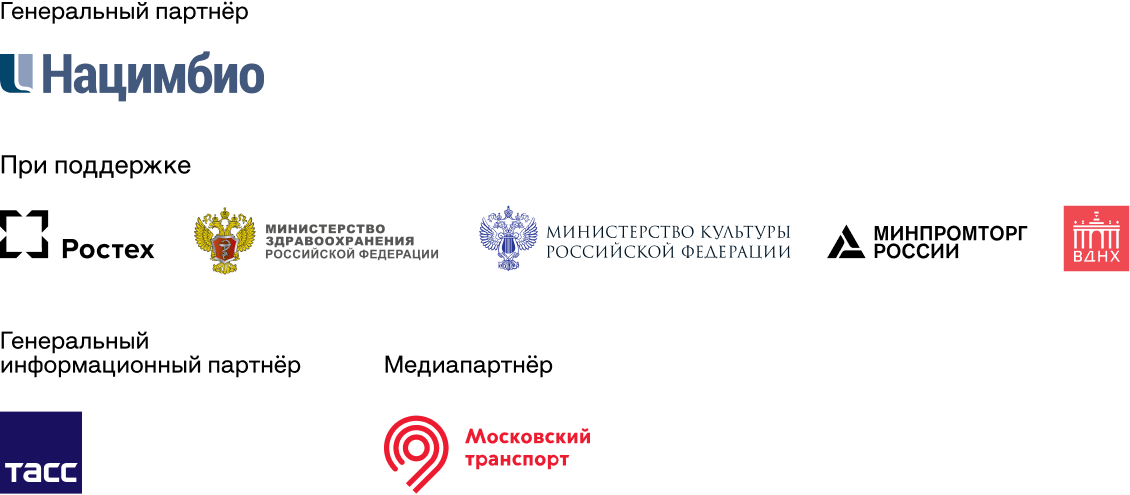 Генеральный партнёр
Нацимбио
При поддержке
Ростех
МИНИСТЕРСТВО
ЗДРАВООХРАНЕНИЯ
РОССИЙСКОЙ ФЕДЕРАЦИИ
МИНИСТЕРСТВО КУЛЬТУРЫ
РОССИЙСКОЙ ФЕДЕРАЦИИ
МИНПРОМТОРГ
РОССИИ
ВДНХ
Генеральный
информационный партнёр
Медиапартнёр
тасс
Московский
транспорт